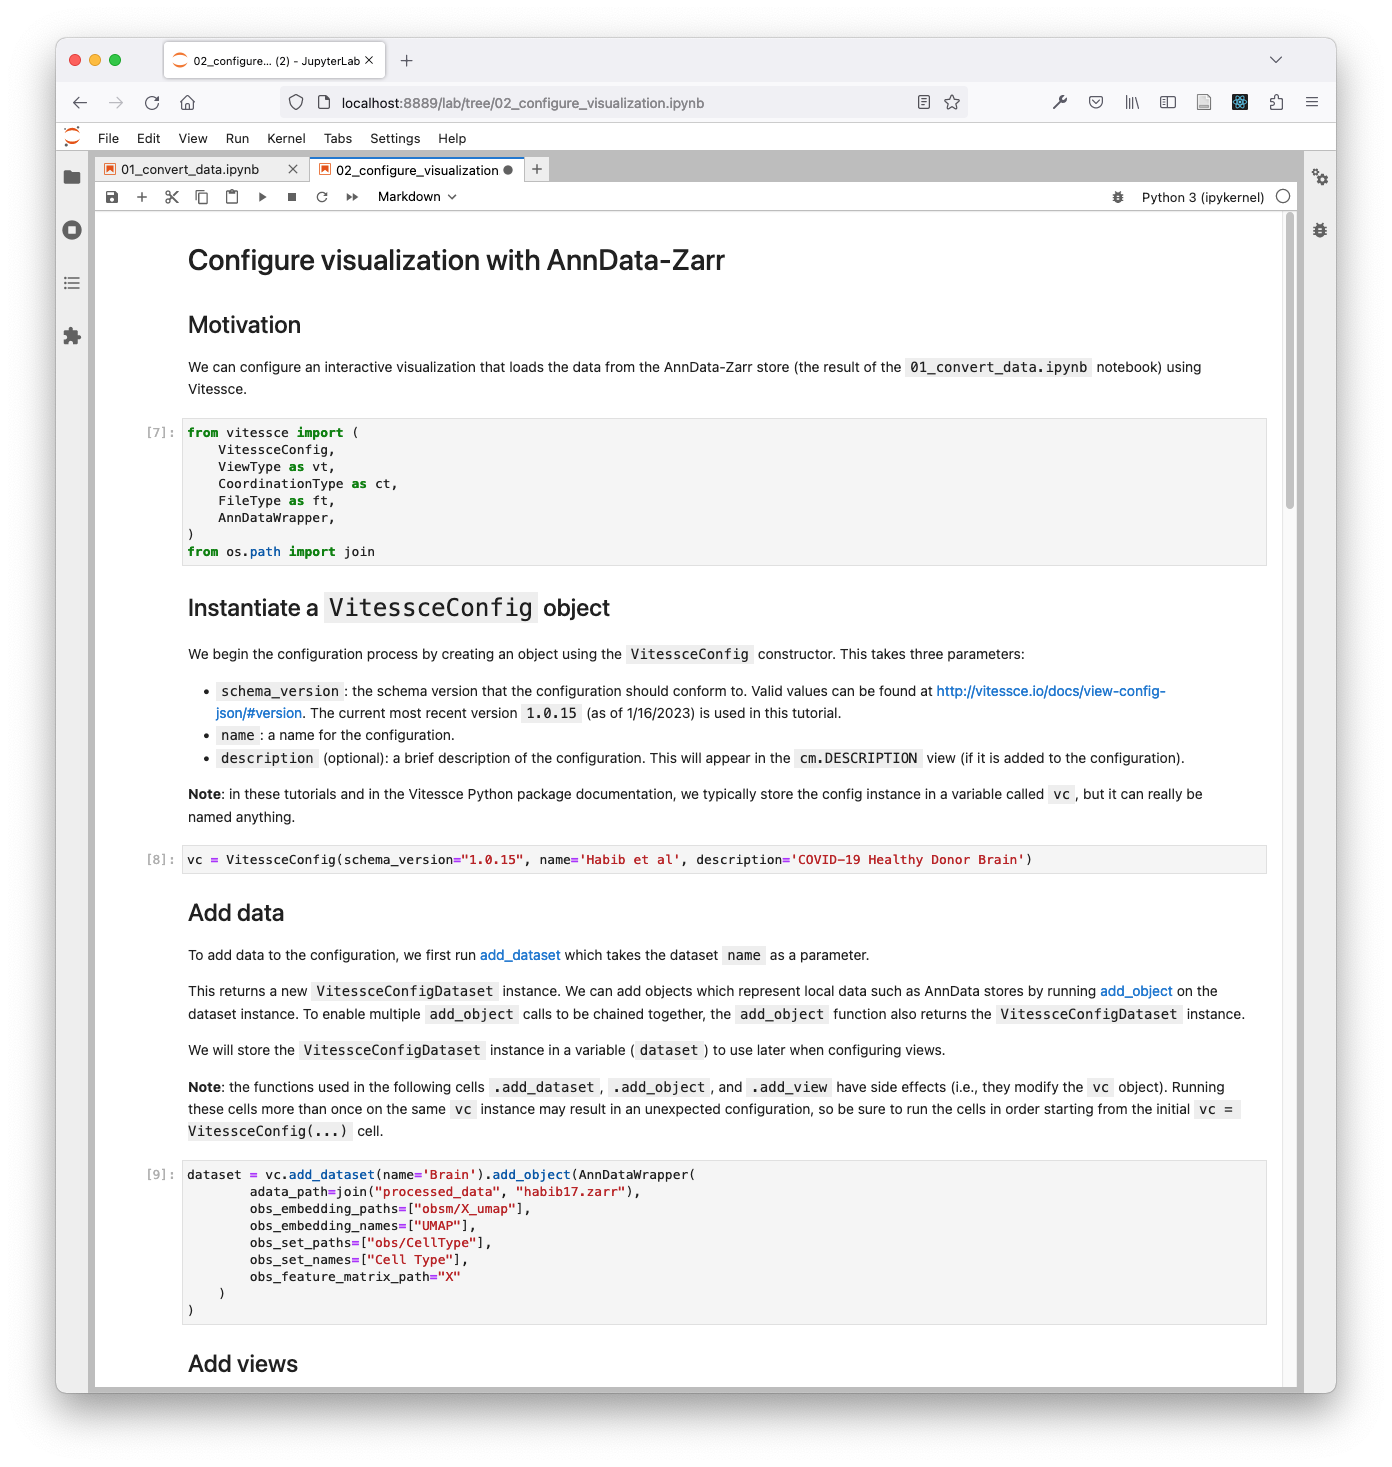 02_configure... (2) - JupyterLab
localhost:8889/lab/tree/02_configure_visualization.ipynb
File Edit View Run Kernel Tabs Settings Help
01_convert_data.ipynb
02_configure_visualization
Markdown
Python 3 (ipykernel)
Configure visualization with AnnData-Zarr
Motivation
We can configure an interactive visualization that loads the data from the AnnData-Zarr store (the result of the 01_convert_data.ipynb notebook) using
Vitessce.
[7]:
from vitessce import (
    VitessceConfig,
    ViewType as vt,
    CoordinationType as ct,
    FileType as ft,
    AnnDataWrapper,
)
from os.path import join
Instantiate a VitessceConfig object
We begin the configuration process by creating an object using the VitessceConfig constructor. This takes three parameters:
• schema_version : the schema version that the configuration should conform to. Valid values can be found at http://vitessce.io/docs/view-config-
json/#version. The current most recent version 1.0.15 (as of 1/16/2023) is used in this tutorial.
• name : a name for the configuration.
• description (optional): a brief description of the configuration. This will appear in the cm.DESCRIPTION view (if it is added to the configuration).
Note: in these tutorials and in the Vitessce Python package documentation, we typically store the config instance in a variable called vc , but it can really be
named anything.
[8]:
vc = VitessceConfig(schema_version="1.0.15", name='Habib et al', description='COVID-19 Healthy Donor Brain')
Add data
To add data to the configuration, we first run add_dataset which takes the dataset name as a parameter.
This returns a new VitessceConfigDataset instance. We can add objects which represent local data such as AnnData stores by running add_object on the
dataset instance. To enable multiple add_object calls to be chained together, the add_object function also returns the VitessceConfigDataset instance.
We will store the VitessceConfigDataset instance in a variable ( dataset ) to use later when configuring views.
Note: the functions used in the following cells .add_dataset , .add_object , and .add_view have side effects (i.e., they modify the vc object). Running
these cells more than once on the same vc instance may result in an unexpected configuration, so be sure to run the cells in order starting from the initial vc =
VitessceConfig(...) cell.
[9]:
dataset = vc.add_dataset(name='Brain').add_object(AnnDataWrapper(
        adata_path=join("processed_data", "habib17.zarr"),
        obs_embedding_paths=["obsm/X_umap"],
        obs_embedding_names=["UMAP"],
        obs_set_paths=["obs/CellType"],
        obs_set_names=["Cell Type"],
        obs_feature_matrix_path="X"
    )
)
Add views